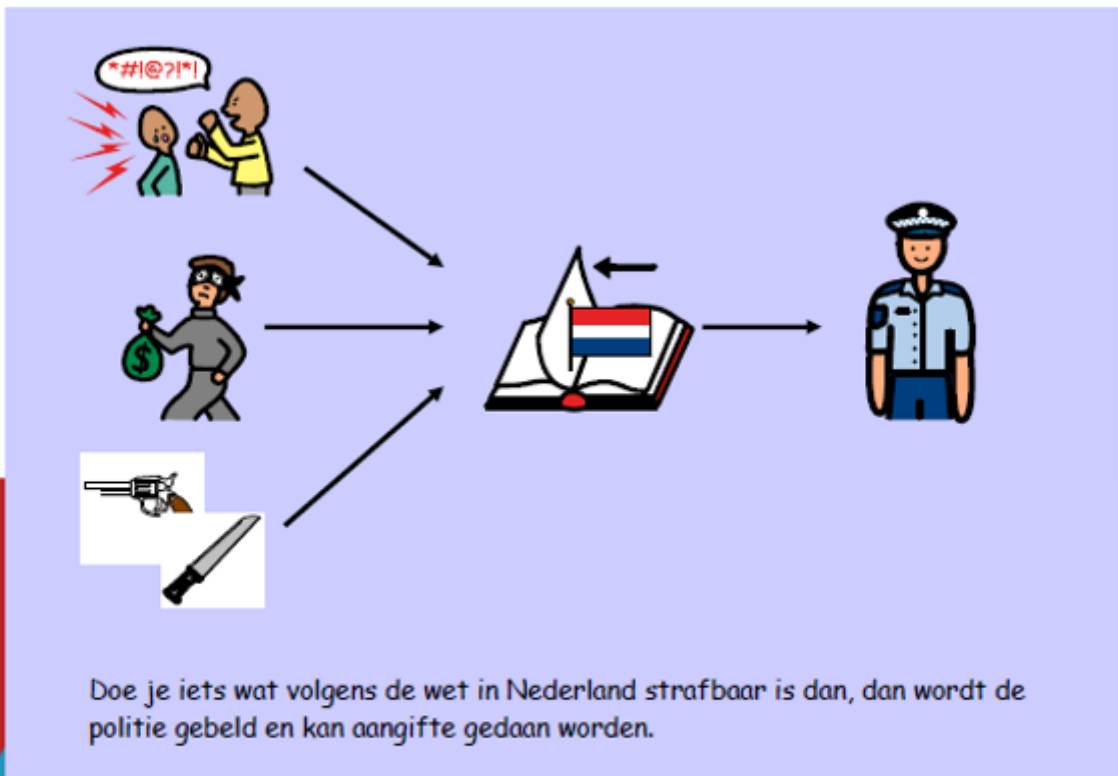 *#!@?!*!
$
Doe je iets wat volgens de wet in Nederland strafbaar is dan, dan wordt de
politie gebeld en kan aangifte gedaan worden.